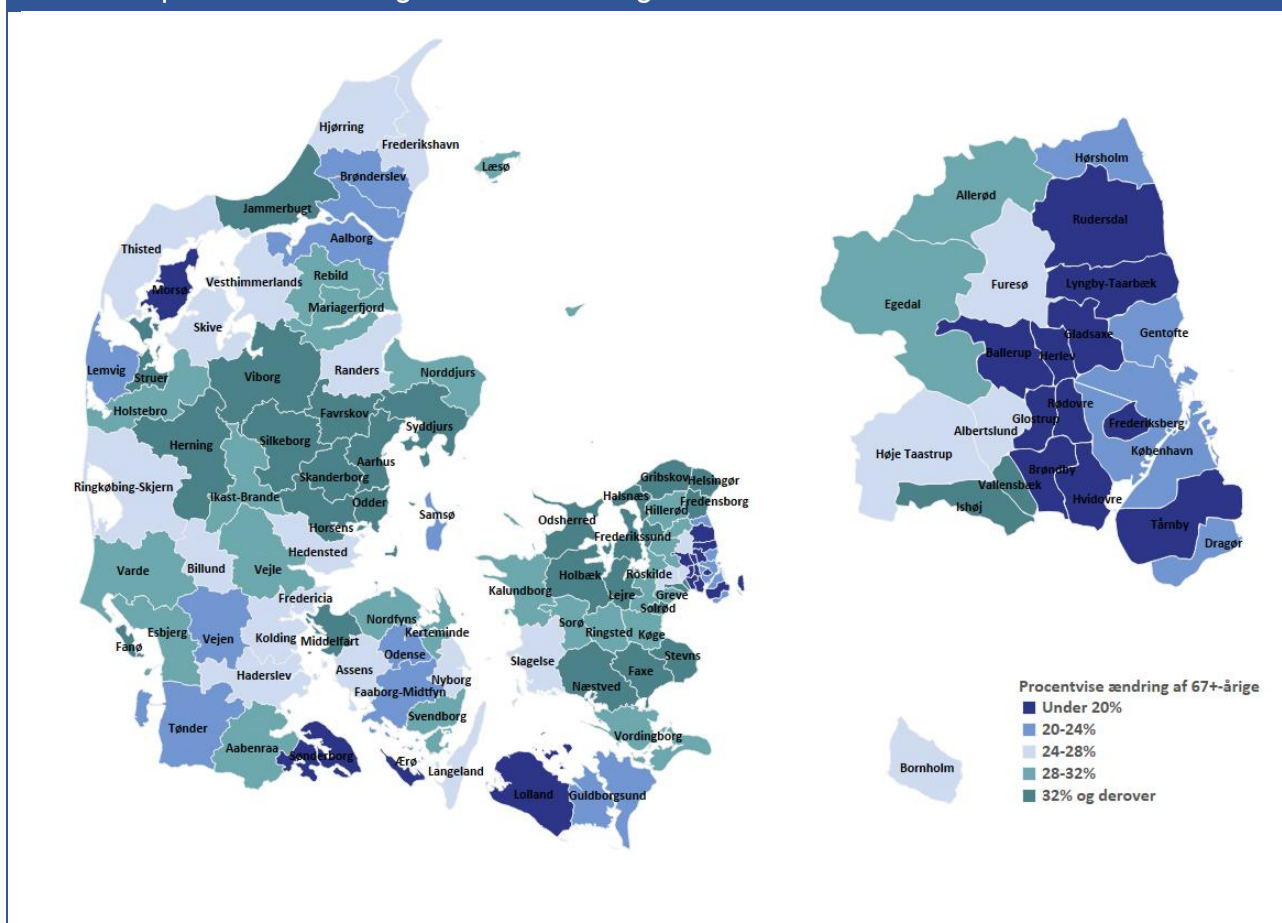 Hjørring
Frederikshavn
Læsø
Brønderslev
Jammerbugt
Aalborg
Thisted
Rebild
Vesthimmerlands
Morsø
Mariagerfjord
Skive
Randers
Lemvig
Struer
Viborg
Norddjurs
Holstebro
Favrskov
Syddjurs
Herning
Silkeborg
Aarhus
Skanderborg
Ringkøbing-Skjern
Ikast-Brande
Odder
Horsens
Samsø
Hedensted
Billund
Vejle
Varde
Fredericia
Esbjerg
Vejen
Kolding
Middelfart
Nordfyns
Kerteminde
Fanø
Odense
Assens
Haderslev
Nyborg
Faaborg-Midtfyn
Tønder
Svendborg
Aabenraa
Sønderborg
Ærø
Langeland
Gribskov
Helsingør
Halsnæs
Fredensborg
Hillerød
Odsherred
Frederikssund
Holbæk
Roskilde
Kalundborg
Lejre
Greve
Solrød
Sorø
Ringsted
Køge
Slagelse
Stevns
Faxe
Næstved
Vordingborg
Lolland
Guldborgsund
Hørsholm
Allerød
Rudersdal
Furesø
Lyngby-Taarbæk
Egedal
Gladsaxe
Gentofte
Ballerup
Herlev
Rødovre
Glostrup
Frederiksberg
Albertslund
København
Høje Taastrup
Brøndby
Vallensbæk
Hvidovre
Ishøj
Tårnby
Dragør
Bornholm
Procentvise ændring af 67+-årige
Under 20%
20-24%
24-28%
28-32%
32% og derover